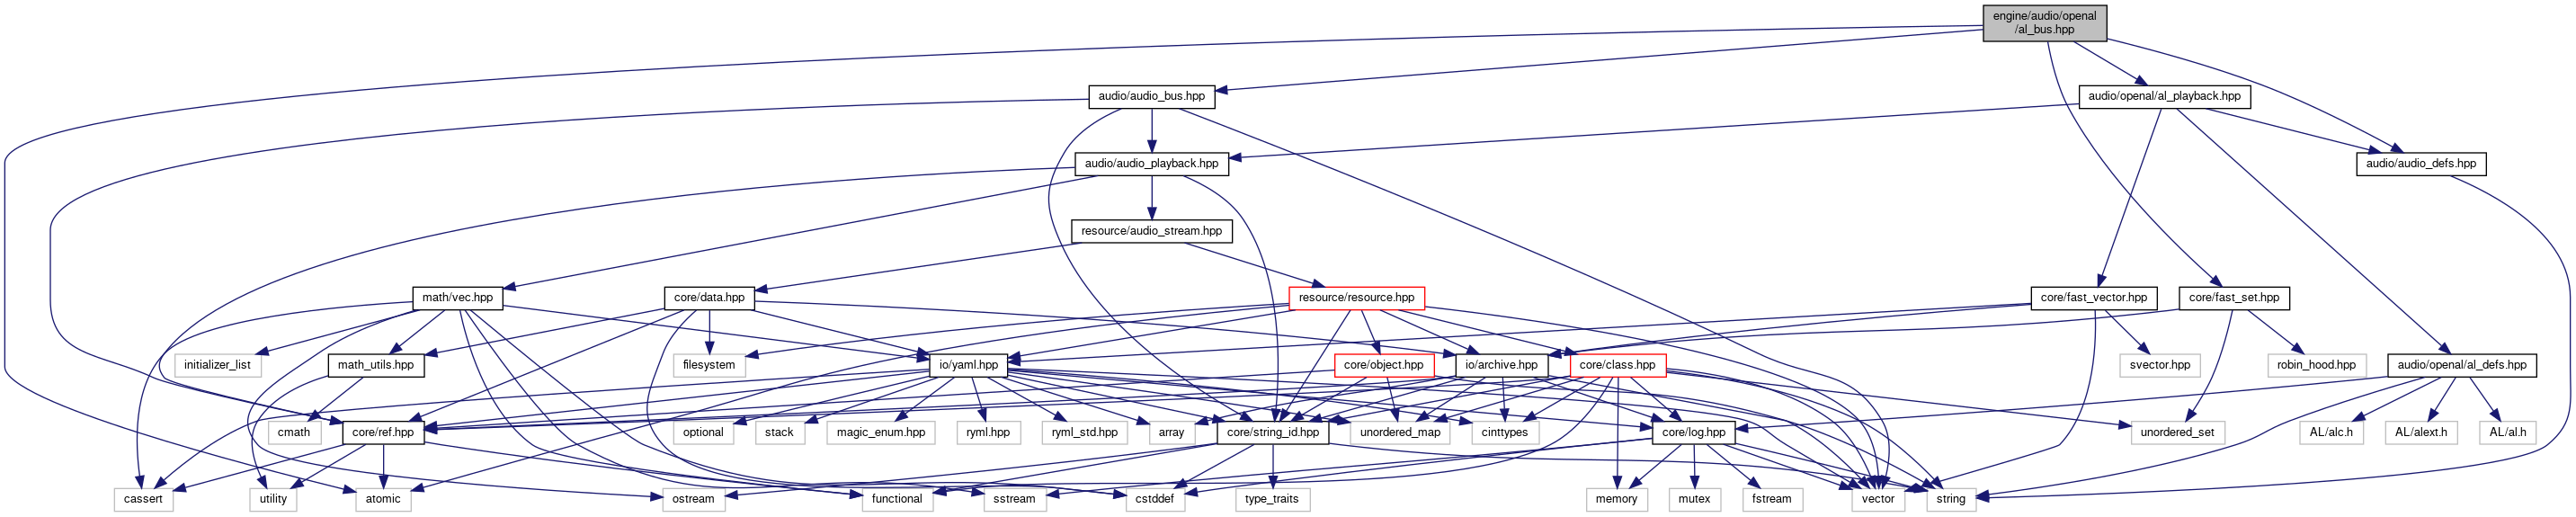 engine/audio/openal
/al_bus.hpp
audio/audio_bus.hpp
audio/openal/al_playback.hpp
audio/audio_playback.hpp
audio/audio_defs.hpp
resource/audio_stream.hpp
math/vec.hpp
core/data.hpp
resource/resource.hpp
core/fast_vector.hpp
core/fast_set.hpp
initializer_list
math_utils.hpp
filesystem
io/yaml.hpp
core/object.hpp
io/archive.hpp
core/class.hpp
svector.hpp
robin_hood.hpp
audio/openal/al_defs.hpp
cmath
core/ref.hpp
optional
stack
magic_enum.hpp
ryml.hpp
ryml_std.hpp
array
core/string_id.hpp
unordered_map
cinttypes
core/log.hpp
unordered_set
AL/alc.h
AL/alext.h
AL/al.h
cassert
utility
atomic
ostream
functional
sstream
cstddef
type_traits
memory
mutex
fstream
vector
string